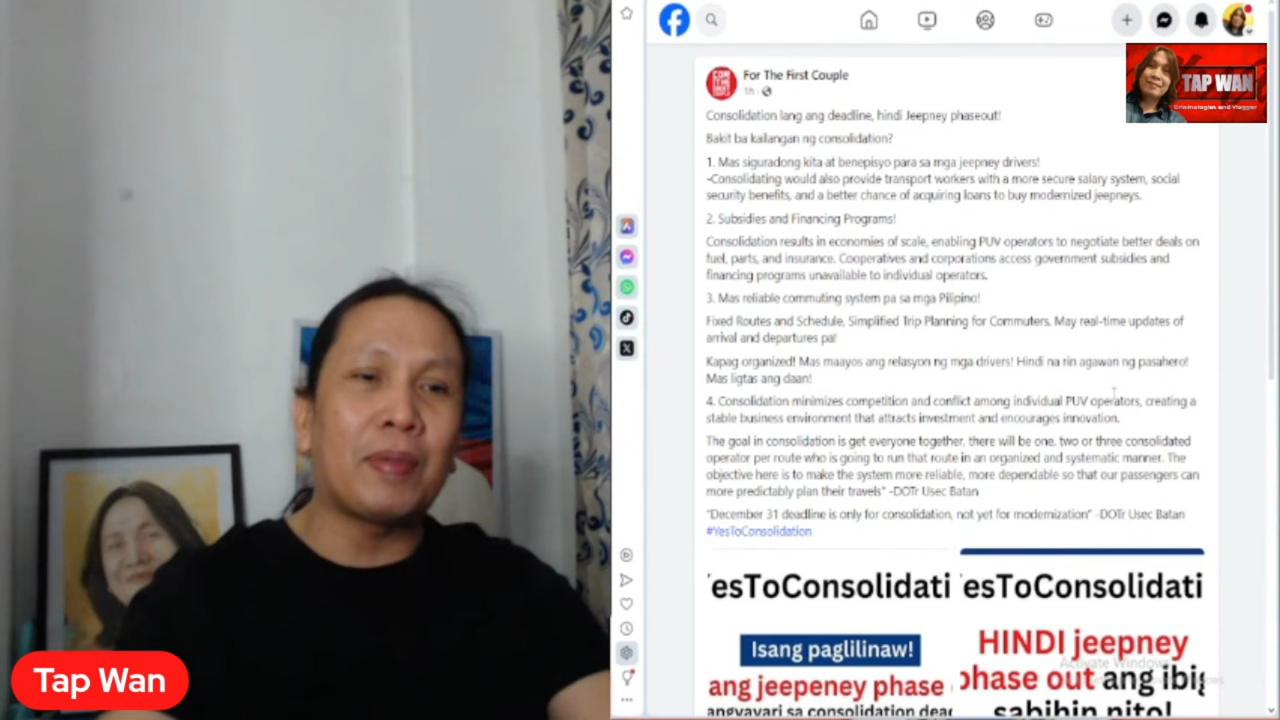 For The First Couple
Consolidation lang ang deadline, hindi Jeepney phaseout!
Bakit ba kailangan ng consolidation?
1. Mas siguradong kita at benepisyo para sa mga jeepney drivers!
-Consolidating would also provide transport workers with a more secure salary system, social
security benefits, and a better chance of acquiring loans to buy modernized jeepneys.
2. Subsidies and Financing Programs!
Consolidation results in economies of scale, enabling PUV operators to negotiate better deals on
fuel, parts, and insurance. Cooperatives and corporations access government subsidies and
financing programs unavailable to individual operators.
3. Mas reliable commuting system pa sa mga Pilipino!
Fixed Routes and Schedule, Simplified Trip Planning for Commuters. May real-time updates of
arrival and departures pa!
Kapag organized! Mas maayos ang relasyon ng mga drivers! Hindi na rin agawan ng pasahero!
Mas ligtas ang daan!
4. Consolidation minimizes competition and conflict among individual PUV operators, creating a
stable business environment that attracts investment and encourages innovation.
The goal in consolidation is get everyone together, there will be one, two or three consolidated
operator per route who is going to run that route in an organized and systematic manner. The
objective here is to make the system more reliable, more dependable so that our passengers can
more predictably plan their travels" -DOTr Usec Batan
"December 31 deadline is only for consolidation, not yet for modernization" -DOTr Usec Batan
#YesToConsolidation
'esToConsolidati
Isang paglilinaw!
ang jeepeney phase
angyayari sa consolidation dead
esToConsolidati
HINDI jeepney
phase out ang ibig
sabihin nito!
Activate Windows
TAP WAN
Criminologist and Vlogger
Tap Wan